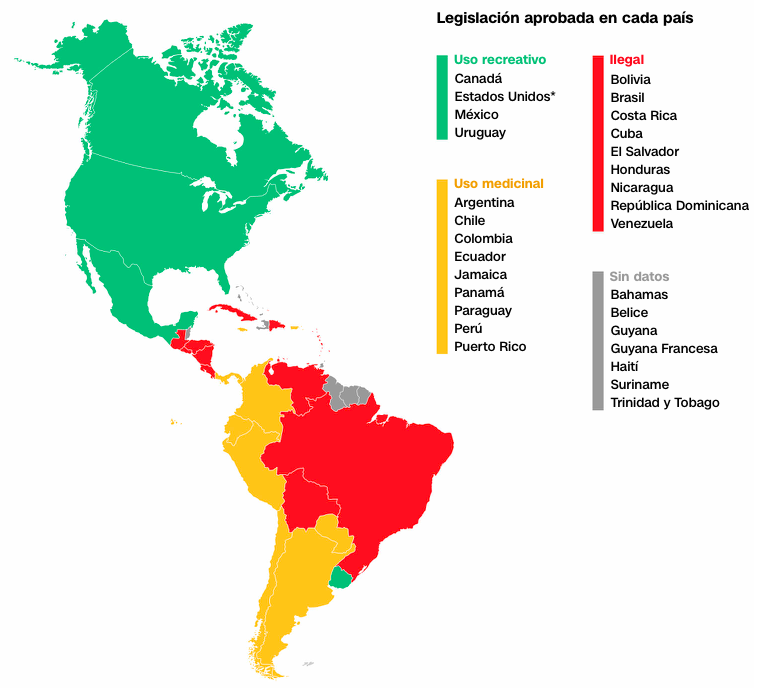 Legislación aprobada en cada país
Uso recreativo
Canadá
Estados Unidos*
México
Uruguay
Uso medicinal
Argentina
Chile
Colombia
Ecuador
Jamaica
Panamá
Paraguay
Perú
Puerto Rico
Ilegal
Bolivia
Brasil
Costa Rica
Cuba
El Salvador
Honduras
Nicaragua
República Dominicana
Venezuela
Sin datos
Bahamas
Belice
Guyana
Guyana Francesa
Haití
Suriname
Trinidad y Tobago